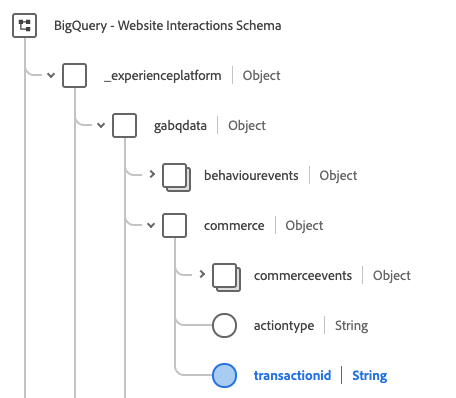 BigQuery - Website Interactions Schema
_experienceplatform Object
gabqdata Object
behaviourevents Object
commerce Object
commerceevents Object
actiontype String
transactionid String